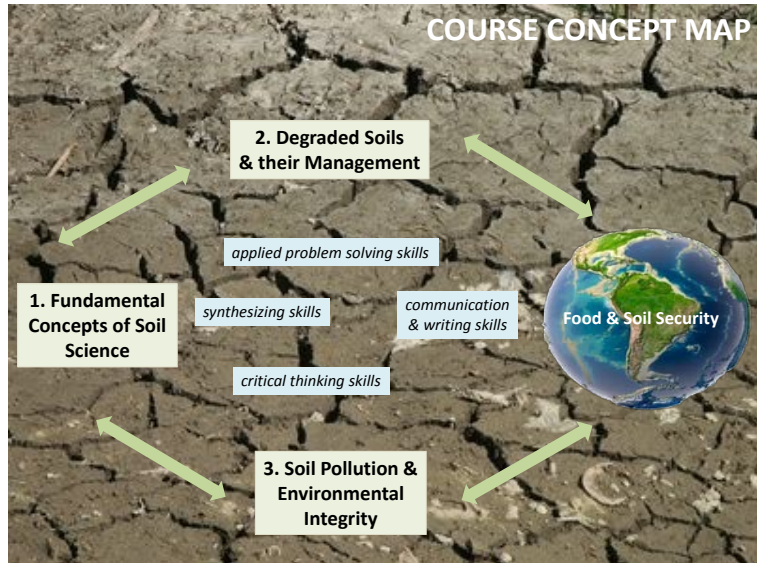 COURSE CONCEPT MAP
2. Degraded Soils
& their Management
applied problem solving skills
1. Fundamental
Concepts of Soil
Science
synthesizing skills
communication
& writing skills
Food & Soil Security
critical thinking skills
3. Soil Pollution &
Environmental
Integrity